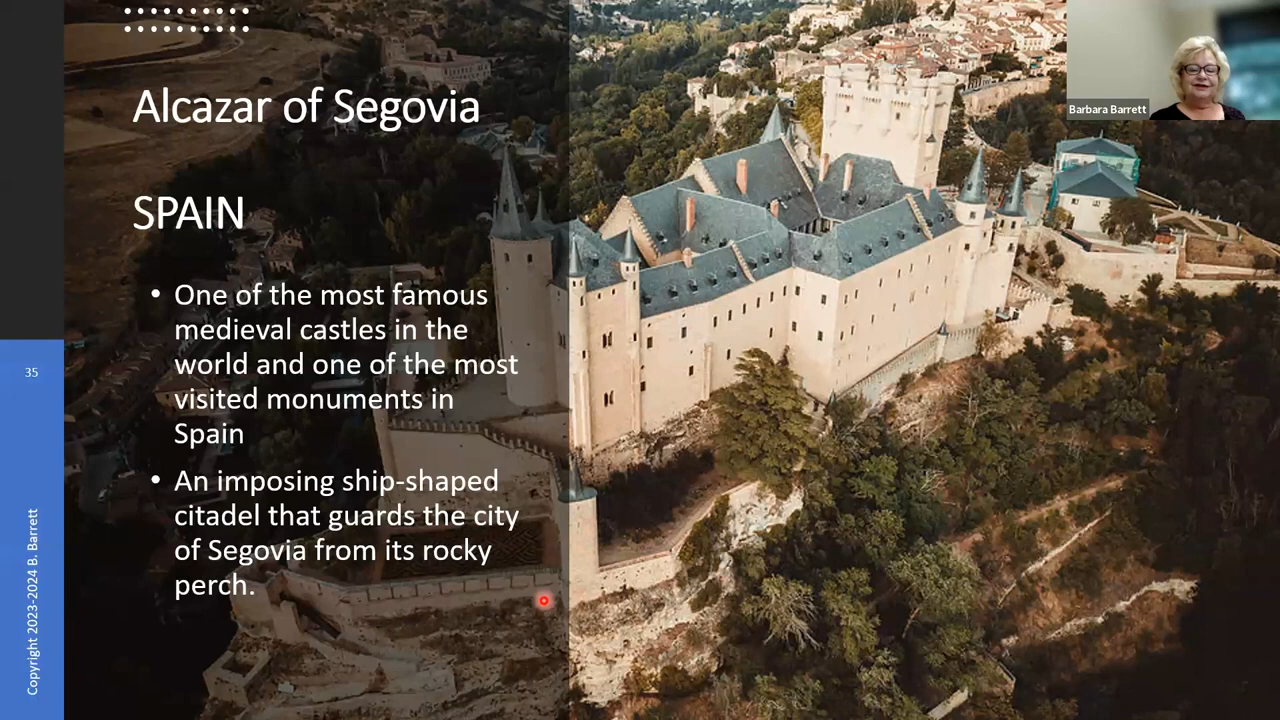 Alcazar of Segovia
SPAIN
• One of the most famous
medieval castles in the
world and one of the most
visited monuments in
Spain
• An imposing ship-shaped
citadel that guards the city
of Segovia from its rocky
perch.
35
Copyright 2023-2024 B. Barrett
Barbara Barrett